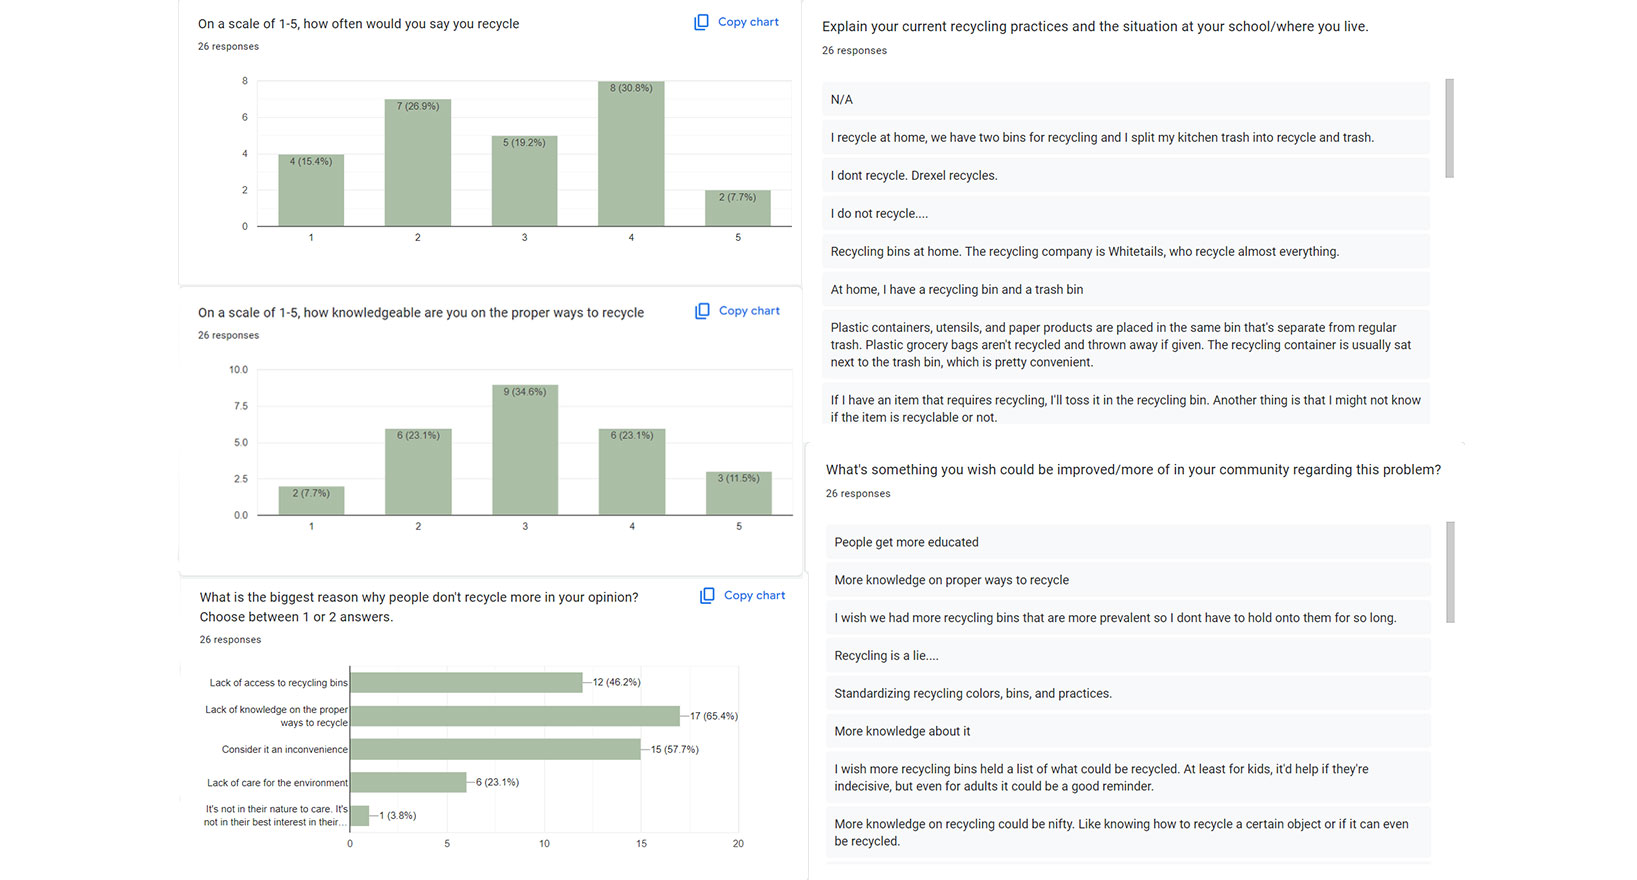 On a scale of 1-5, how often would you say you recycle
Copy chart
26 responses
8
6
4
2
0
4 (15.4%)
7 (26.9%)
5 (19.2%)
8 (30.8%)
2 (7.7%)
1
2
3
4
5
On a scale of 1-5, how knowledgeable are you on the proper ways to recycle
Copy chart
26 responses
10.0
7.5
5.0
2.5
0.0
2 (7.7%)
6 (23.1%)
9 (34.6%)
6 (23.1%)
3 (11.5%)
1
2
3
4
5
What is the biggest reason why people don't recycle more in your opinion?
Choose between 1 or 2 answers.
Copy chart
26 responses
Lack of access to recycling bins
12 (46.2%)
Lack of knowledge on the proper
ways to recycle
17 (65.4%)
Consider it an inconvenience
15 (57.7%)
Lack of care for the environment
6 (23.1%)
It's not in their nature to care. It's
not in their best interest in their...
1 (3.8%)
0
5
10
15
20
Explain your current recycling practices and the situation at your school/where you live.
26 responses
N/A
I recycle at home, we have two bins for recycling and I split my kitchen trash into recycle and trash.
I dont recycle. Drexel recycles.
I do not recycle....
Recycling bins at home. The recycling company is Whitetails, who recycle almost everything.
At home, I have a recycling bin and a trash bin
Plastic containers, utensils, and paper products are placed in the same bin that's separate from regular
trash. Plastic grocery bags aren't recycled and thrown away if given. The recycling container is usually sat
next to the trash bin, which is pretty convenient.
If I have an item that requires recycling, I'll toss it in the recycling bin. Another thing is that I might not know
if the item is recyclable or not.
What's something you wish could be improved/more of in your community regarding this problem?
26 responses
People get more educated
More knowledge on proper ways to recycle
I wish we had more recycling bins that are more prevalent so I dont have to hold onto them for so long.
Recycling is a lie....
Standardizing recycling colors, bins, and practices.
More knowledge about it
I wish more recycling bins held a list of what could be recycled. At least for kids, it'd help if they're
indecisive, but even for adults it could be a good reminder.
More knowledge on recycling could be nifty. Like knowing how to recycle a certain object or if it can even
be recycled.